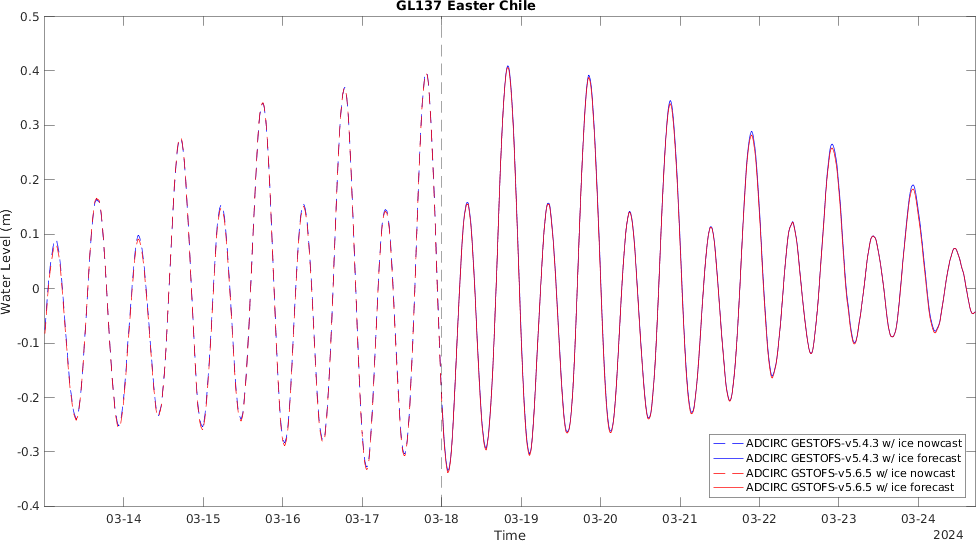 GL137 Easter Chile
0.5
0.4
0.3
0.2
0.1
0
-0.1
-0.2
-0.3
-0.4
Water Level (m)
ADCIRC GESTOFS-v5.4.3 w/ ice nowcast
ADCIRC GESTOFS-v5.4.3 w/ ice forecast
ADCIRC GSTOFS-v5.6.5 w/ ice nowcast
ADCIRC GSTOFS-v5.6.5 w/ ice forecast
03-14 03-15 03-16 03-17 03-18 03-19 03-20 03-21 03-22 03-23 03-24
Time
2024